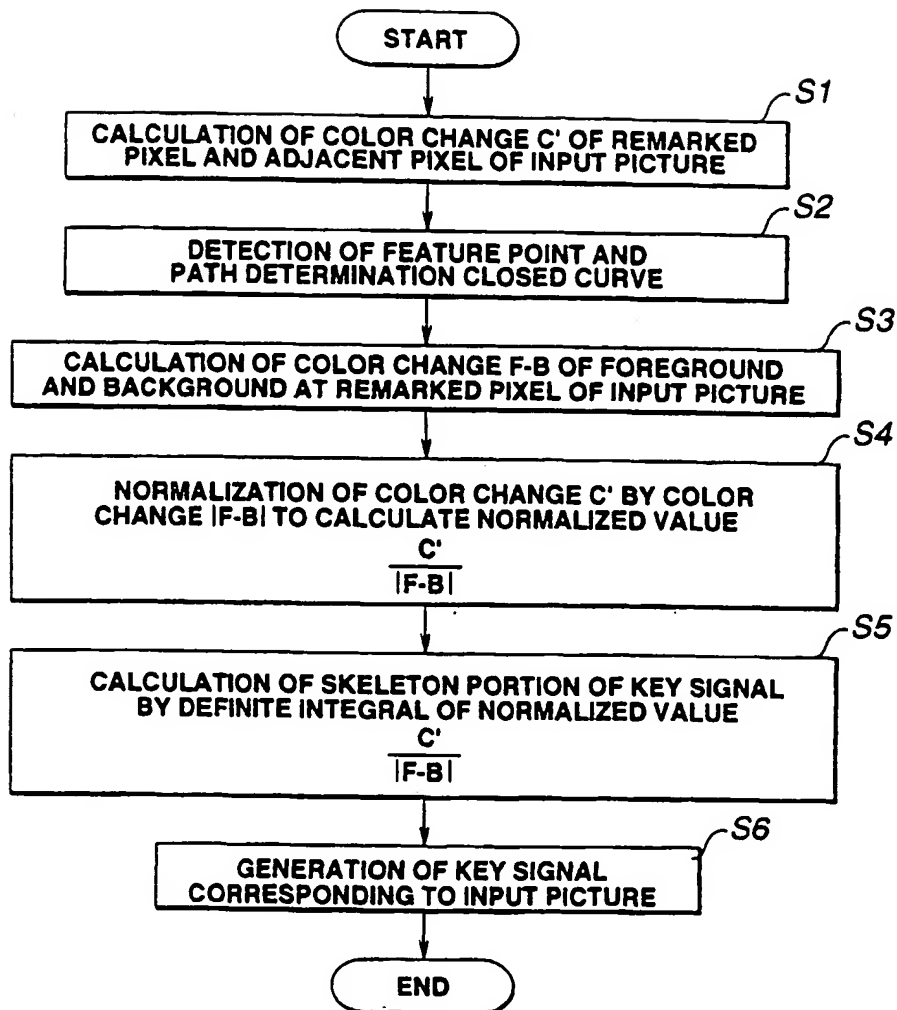 START
S1
CALCULATION OF COLOR CHANGE C' OF REMARKED
PIXEL AND ADJACENT PIXEL OF INPUT PICTURE
S2
DETECTION OF FEATURE POINT AND
PATH DETERMINATION CLOSED CURVE
S3
CALCULATION OF COLOR CHANGE F-B OF FOREGROUND
AND BACKGROUND AT REMARKED PIXEL OF INPUT PICTURE
S4
NORMALIZATION OF COLOR CHANGE C' BY COLOR
CHANGE |F-B| TO CALCULATE NORMALIZED VALUE
C'
|F-B|
S5
CALCULATION OF SKELETON PORTION OF KEY SIGNAL
BY DEFINITE INTEGRAL OF NORMALIZED VALUE
C'
|F-B|
S6
GENERATION OF KEY SIGNAL
CORRESPONDING TO INPUT PICTURE
END